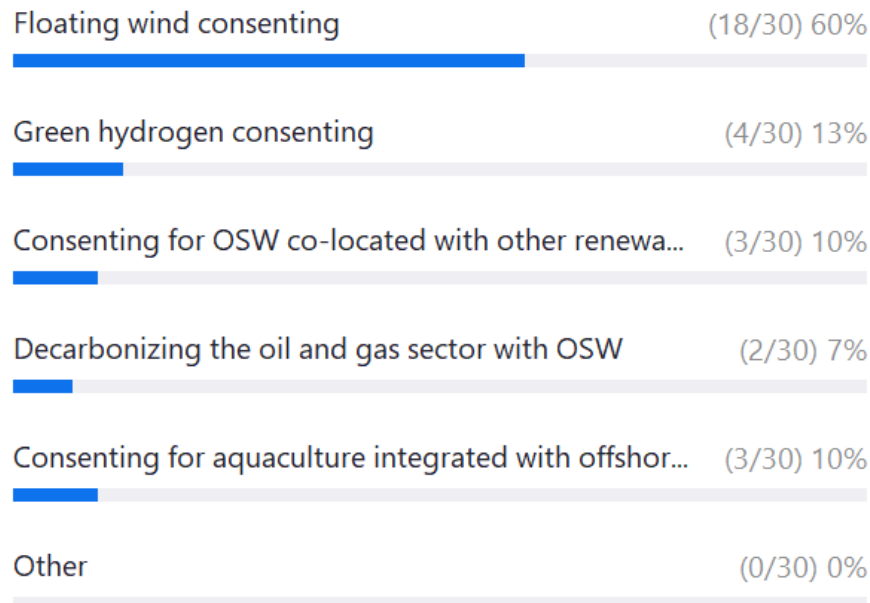 Floating wind consenting (18/30) 60%
Green hydrogen consenting (4/30) 13%
Consenting for OSW co-located with other renewa... (3/30) 10%
Decarbonizing the oil and gas sector with OSW (2/30) 7%
Consenting for aquaculture integrated with offshor... (3/30) 10%
Other (0/30) 0%